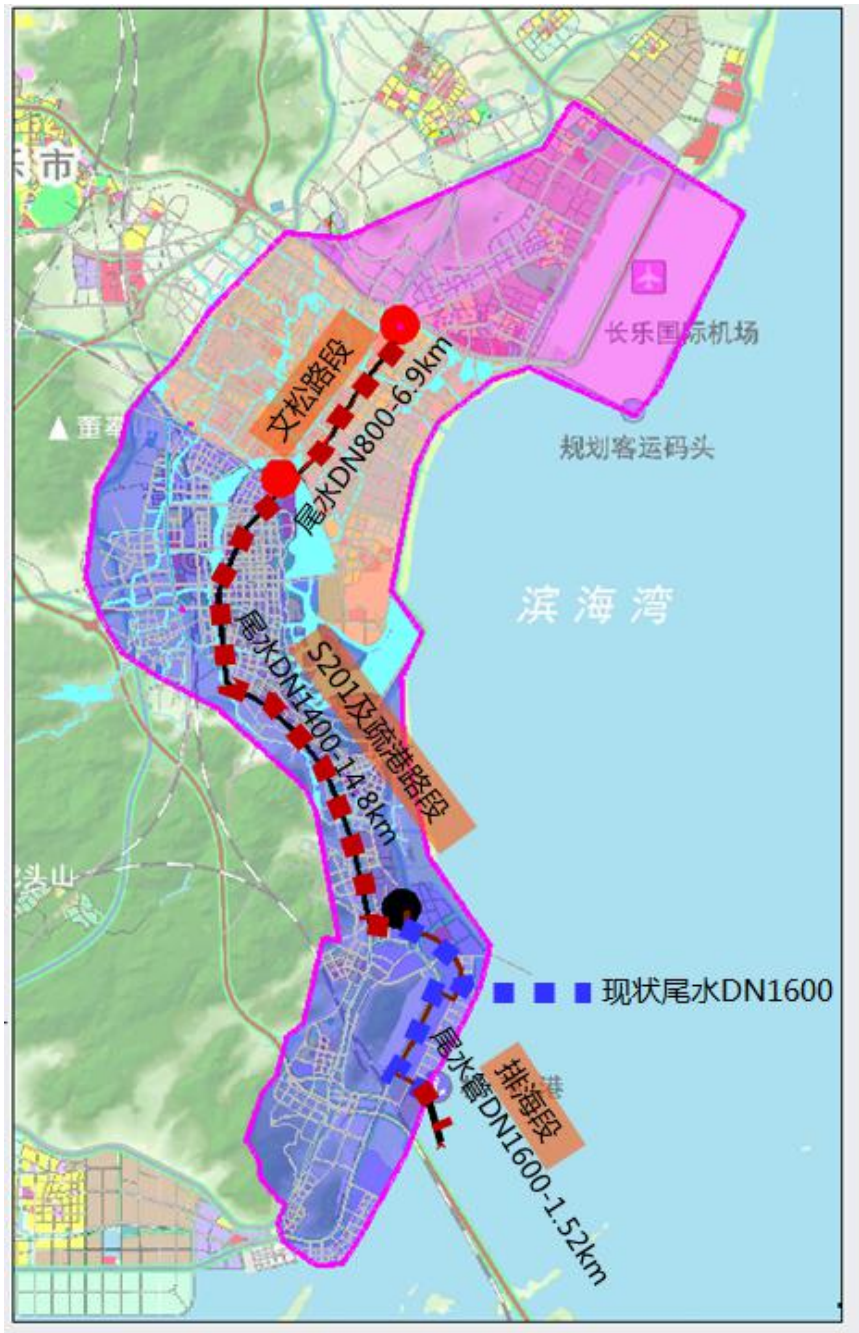 乐市
长乐国际机场
文松路段
尾水DN800-6.9km
董奉
规划客运码头
滨海湾
S201及疏港路段
尾水DN1400-14.8km
头山
现状尾水DN1600
排海段
港
尾水管DN1600-1.52km